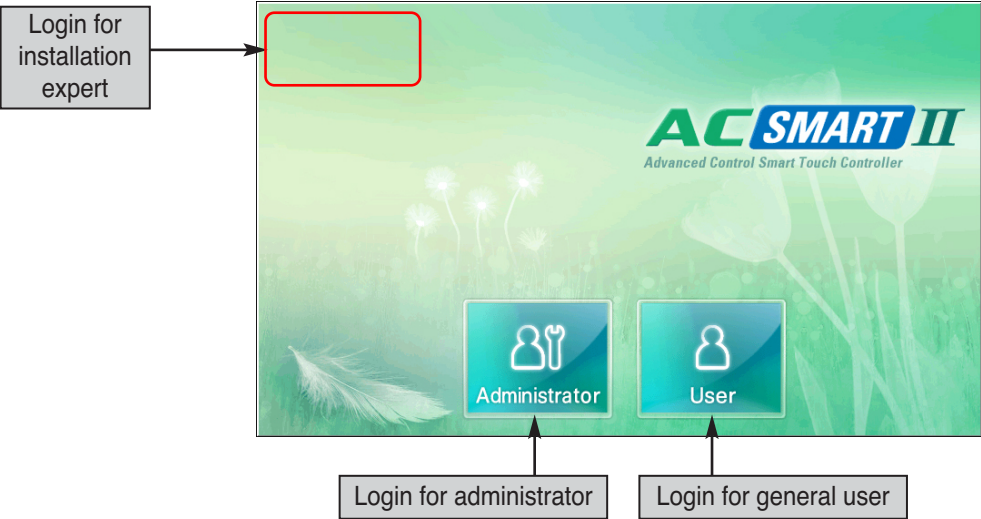 Login for
installation
expert
AC SMART II
Advanced Control Smart Touch Controller
Administrator
User
Login for administrator
Login for general user